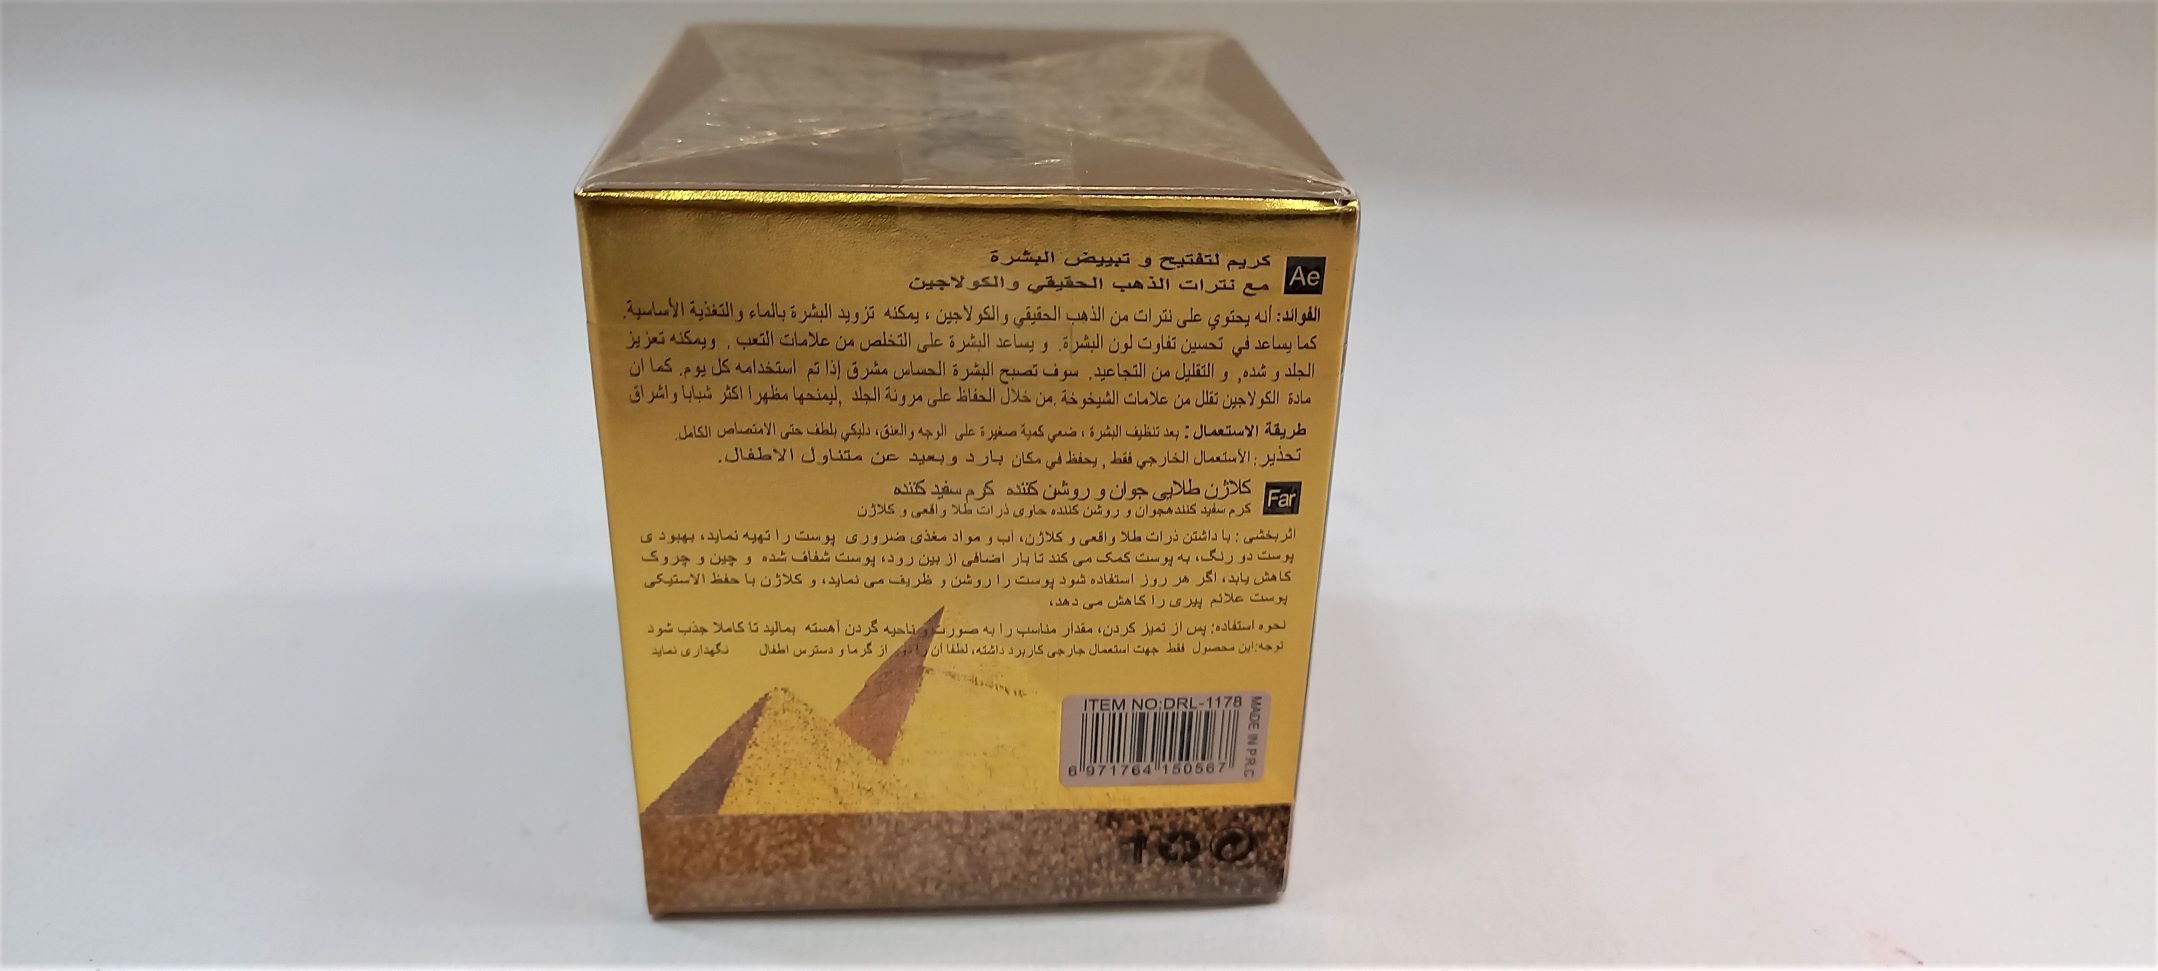 Ae
كريم لتفتيح و تبييض البشرة
مع نترات الذهب الحقيقي والكولاجين
الفوائد: أنه يحتوي على نترات من الذهب الحقيقي والكولاجين ، يمكنه تزويد البشرة بالماء والتغذية الأساسية.
كما يساعد في تحسين تفاوت لون البشرة. و يساعد البشرة على التخلص من علامات التعب , ويمكنه تعزيز
الجلد و شده, و التقليل من التجاعيد. سوف تصبح البشرة الحساس مشرق إذا تم استخدامه كل يوم. كما ان
مادة الكولاجين تقلل من علامات الشيخوخة .من خلال الحفاظ على مرونة الجلد ,ليمنحها مظهرا اكثر شبابا واشراق
طريقة الاستعمال: بعد تنظيف البشرة ، ضعي كمية صغيرة على الوجه والعنق، دليكي بلطف حتى الامتصاص الكامل.
تحذير: الأستعمال الخارجي فقط , يحفظ في مكان بارد وبعيد عن متناول الاطفال.
Far
کلاژن طلایی جوان و روشن کننده کرم سفید کننده
کرم سفید کنندهجوان و روشن کننده حاوی ذرات طلا واقعی و کلاژن
اثربخشی : با داشتن ذرات طلا واقعی و کلاژن، اب و مواد مغذی ضروری پوست را تهیه نماید، بهبود ی
پوست دو رنگ، به پوست کمک می کند تا بار اضافی از بین رود، پوست شفاف شده و چین و چروک
کاهش یابد، اگر هر روز استفاده شود پوست را روشن و ظریف می نماید، و کلاژن با حفظ الاستیکی
پوست علائم پیری را کاهش می دهد،
نحوه استفاده: پس از تمیز کردن، مقدار مناسب را به صورت و ناحیه گردن آهسته بمالید تا کاملا جذب شود
توجه:این محصول فقط جهت استعمال جارجی کاربرد داشته، لطفا ان را دور از گرما و دسترس اطفال نگهداری نماید
ITEM NO:DRL-1178
6 971764 150567
MADE IN P.R.C